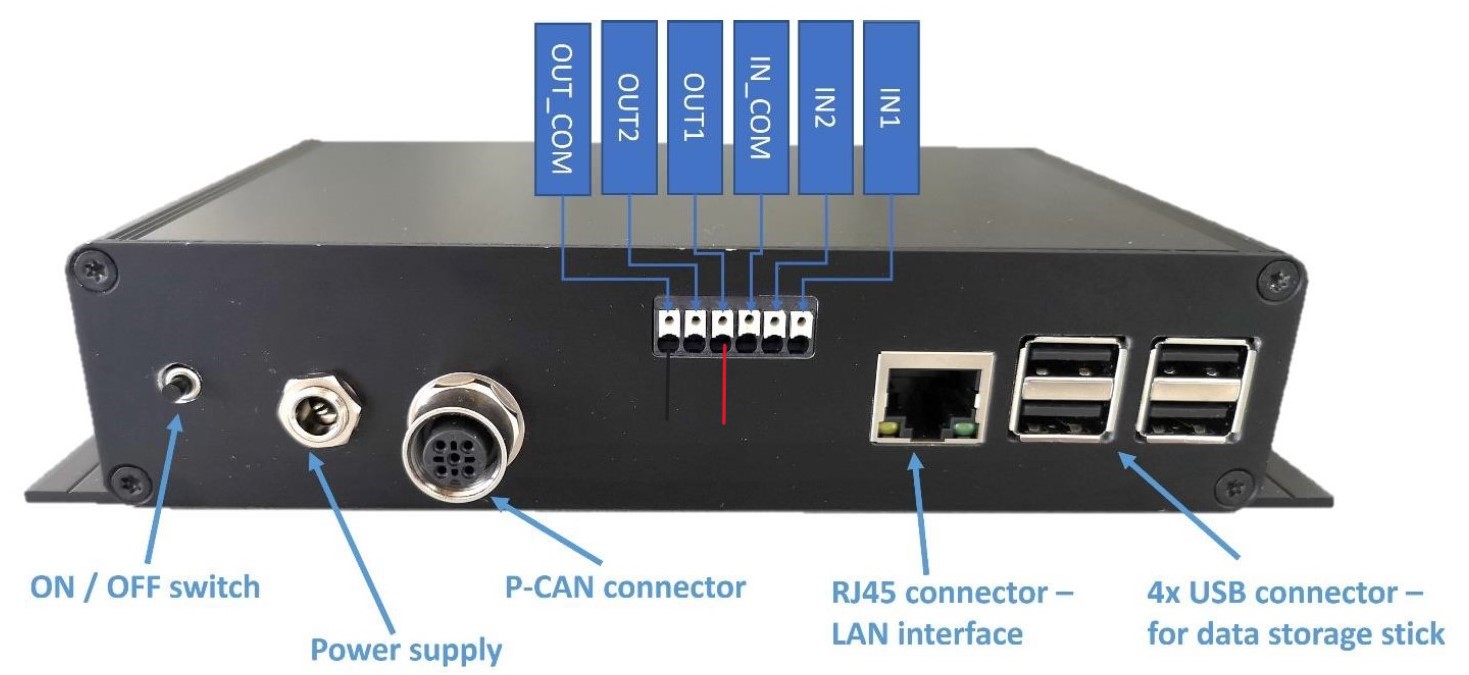 OUT_COM
OUT2
OUT1
IN_COM
IN2
IN1
ON / OFF switch
Power supply
P-CAN connector
RJ45 connector –
LAN interface
4x USB connector –
for data storage stick